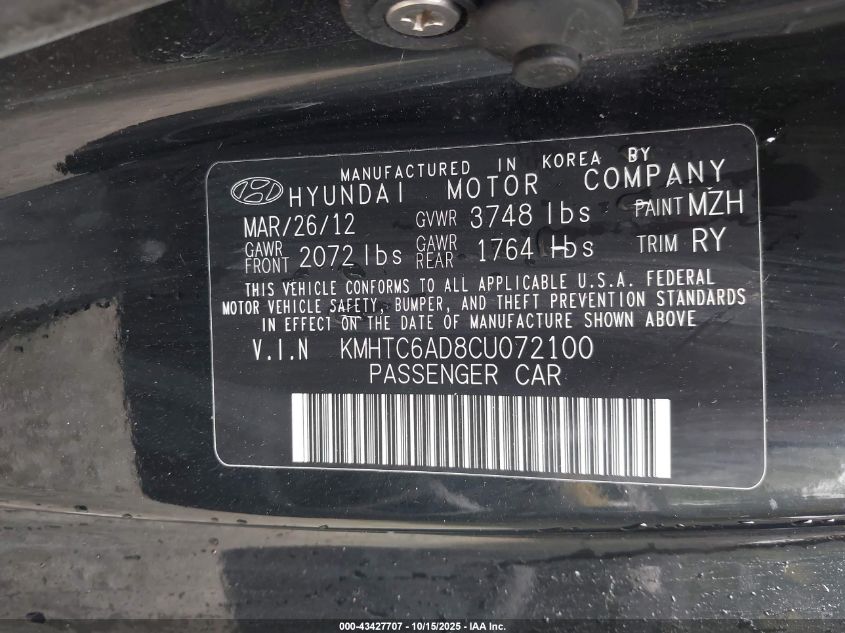 MANUFACTURED IN KOREA BY
HYUNDAI MOTOR COMPANY
MAR/26/12 GVWR 3748 lbs PAINT MZH
GAWR FRONT 2072 lbs GAWR REAR 1764 lbs TRIM RY
THIS VEHICLE CONFORMS TO ALL APPLICABLE U.S.A. FEDERAL
MOTOR VEHICLE SAFETY, BUMPER, AND THEFT PREVENTION STANDARDS
IN EFFECT ON THE DATE OF MANUFACTURE SHOWN ABOVE
V.I.N KMHTC6AD8CU072100
PASSENGER CAR
000-43427707 - 10/15/2025 - IAA Inc.